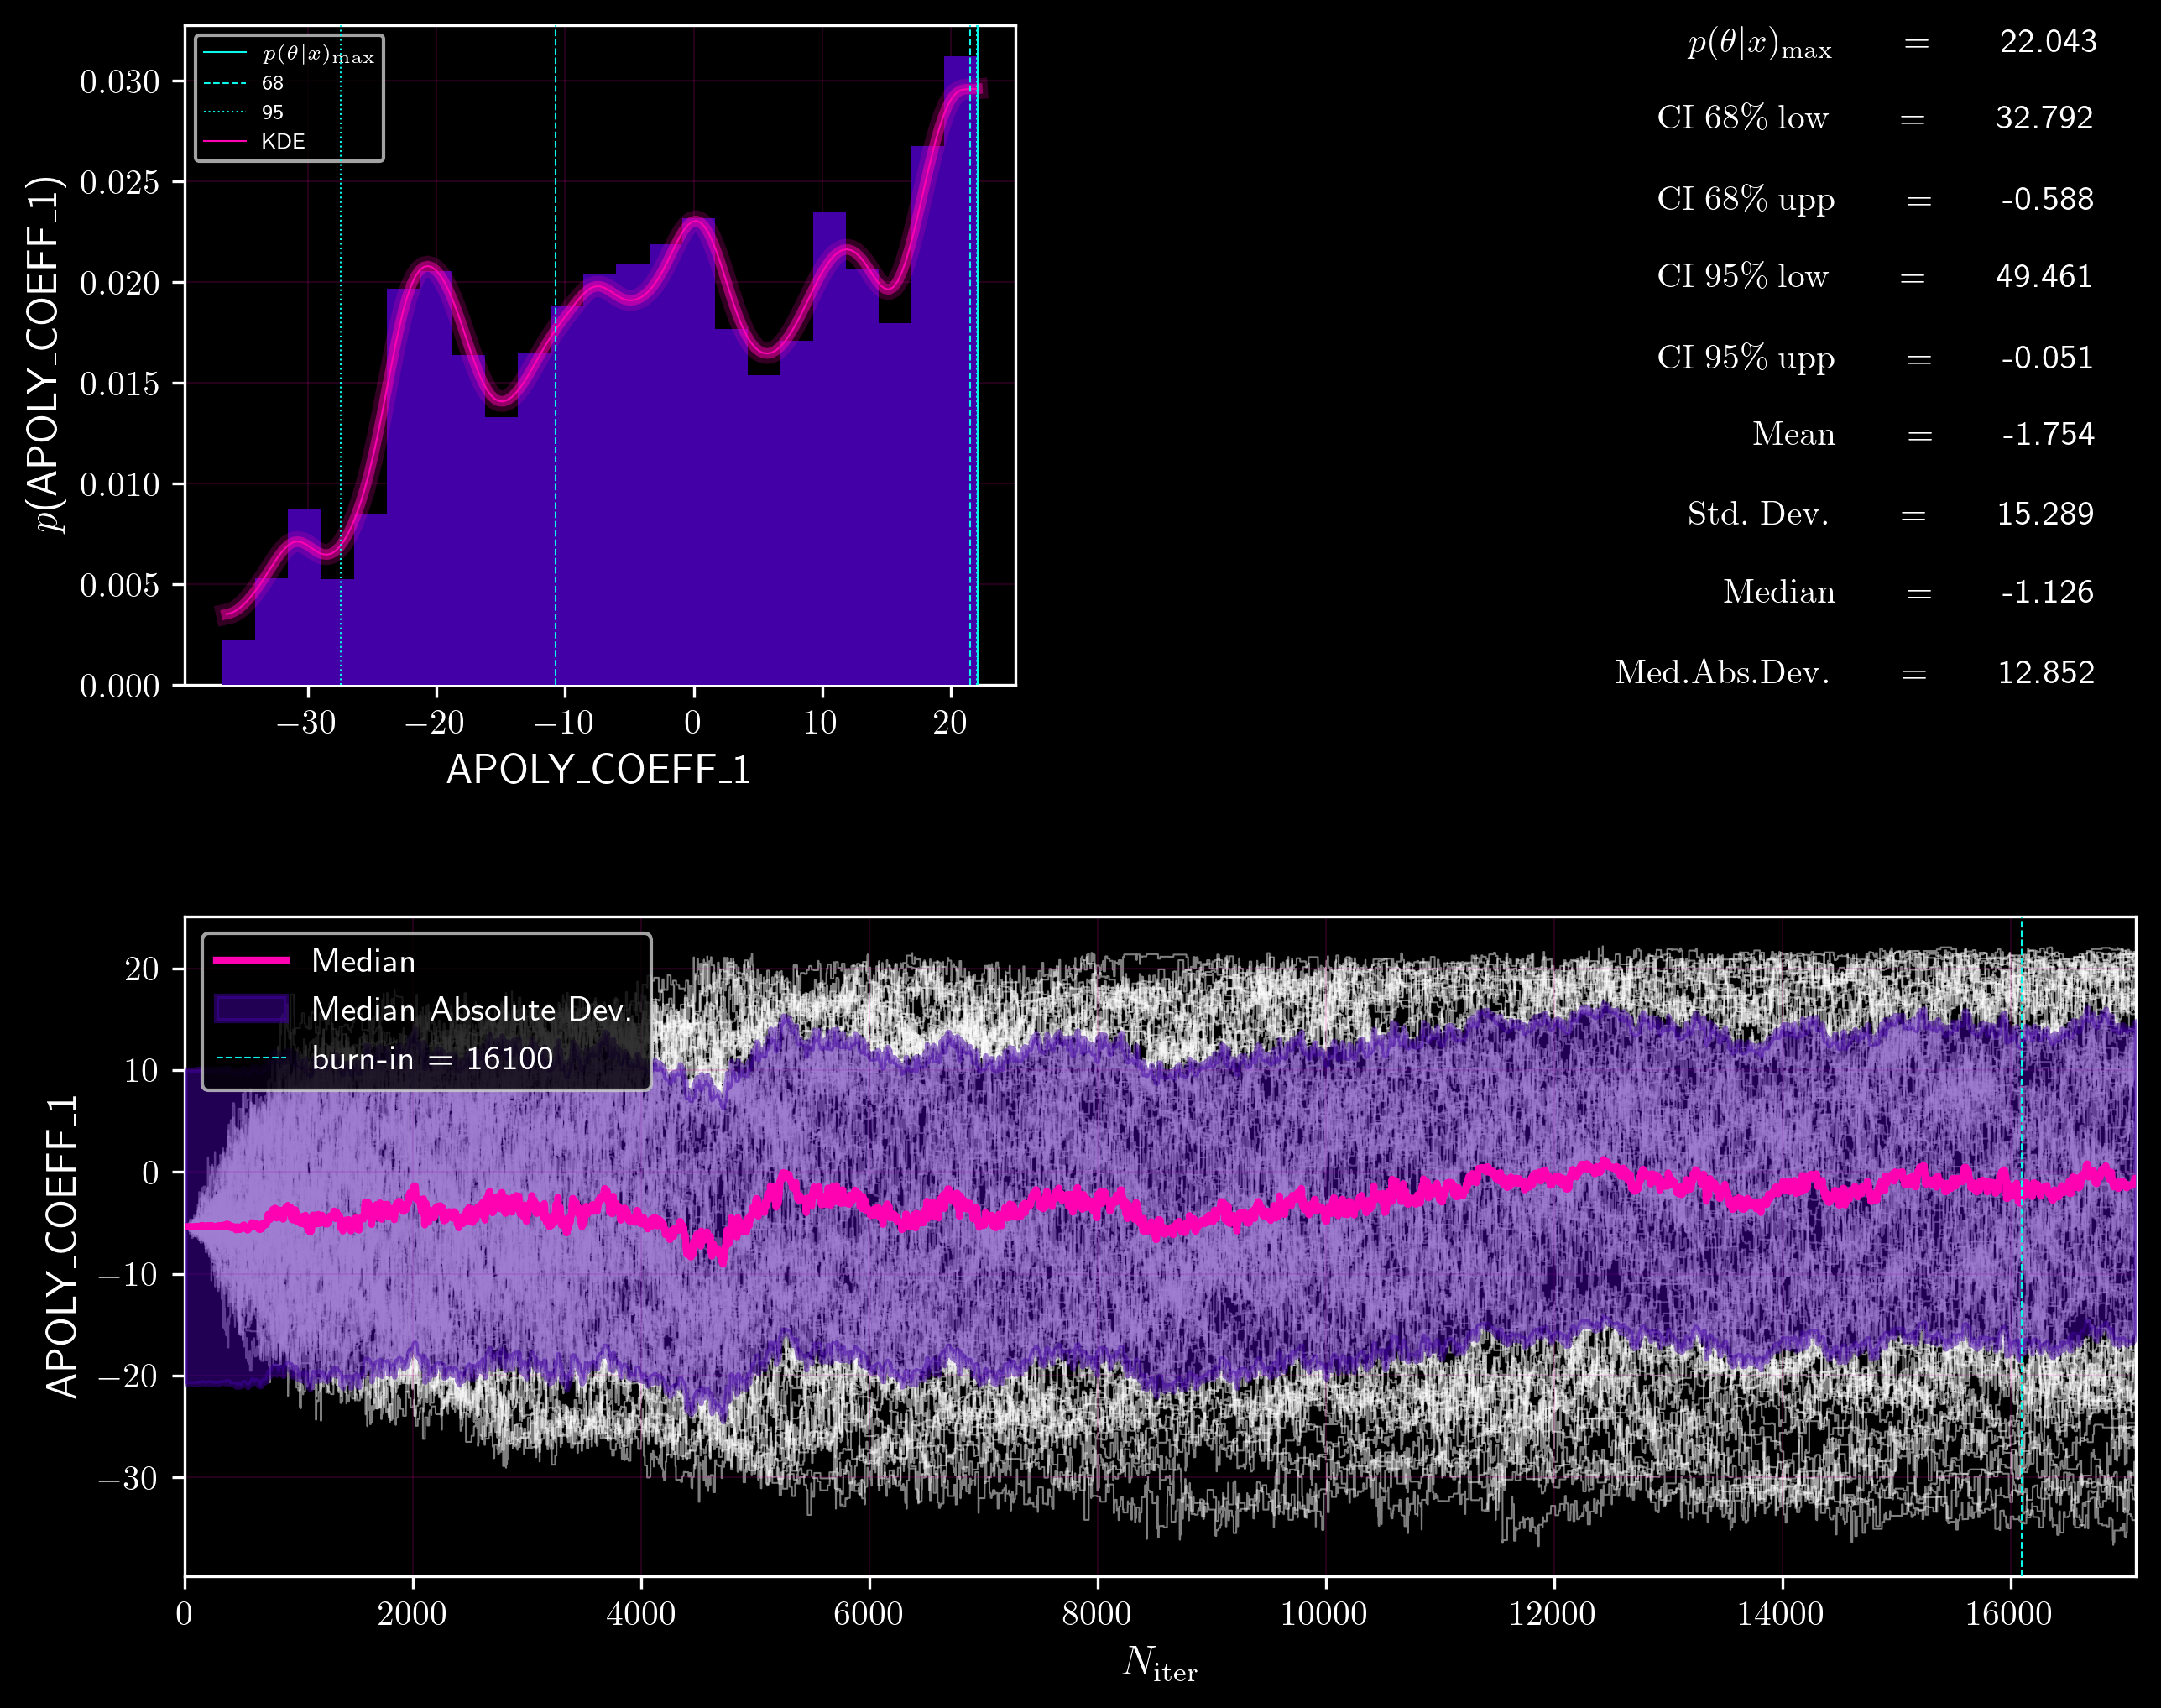 p(θ|x)max
68
95
KDE
p(APOLY_COEFF_1)
0.030
0.025
0.020
0.015
0.010
0.005
0.000
−30 −20 −10 0 10 20
APOLY_COEFF_1
p(θ|x)max = 22.043
CI 68% low = 32.792
CI 68% upp = -0.588
CI 95% low = 49.461
CI 95% upp = -0.051
Mean = -1.754
Std. Dev. = 15.289
Median = -1.126
Med.Abs.Dev. = 12.852
Median
Median Absolute Dev.
burn-in = 16100
APOLY_COEFF_1
20
10
0
−10
−20
−30
0 2000 4000 6000 8000 10000 12000 14000 16000
Niter